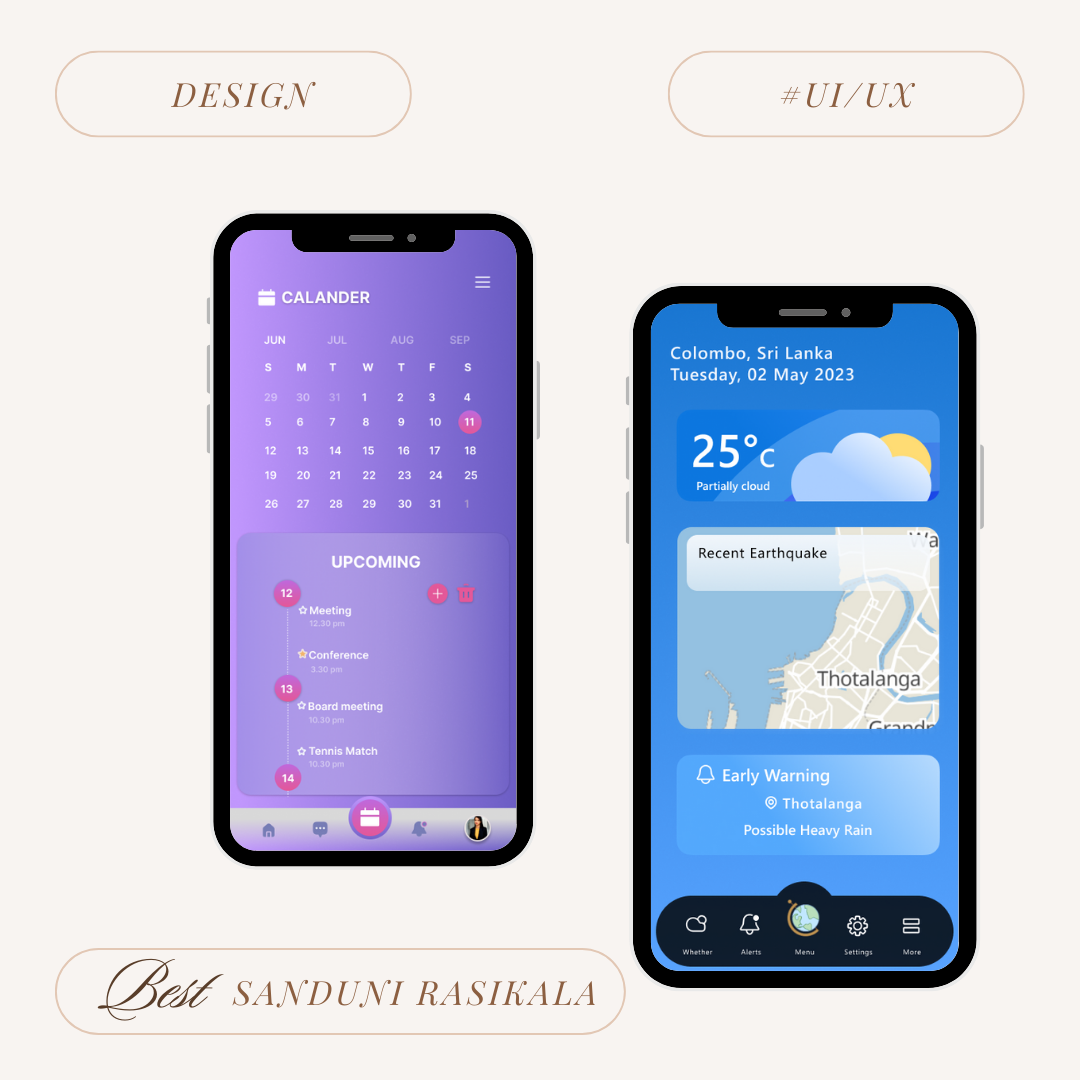 DESIGN
#UI/UX
CALANDER
JUN JUL AUG SEP
S M T W T F S
29 30 31 1 2 3 4
5 6 7 8 9 10 11
12 13 14 15 16 17 18
19 20 21 22 23 24 25
26 27 28 29 30 31 1
UPCOMING
12
Meeting
12.30 pm
Conference
3.30 pm
13
Board meeting
10.30 pm
Tennis Match
10.30 pm
14
Colombo, Sri Lanka
Tuesday, 02 May 2023
25°C
Partially cloud
Wa
Recent Earthquake
Thotalanga
Grandp
Early Warning
Thotalanga
Possible Heavy Rain
Whether Alerts Menu Settings More
Best SANDUNI RASIKALA